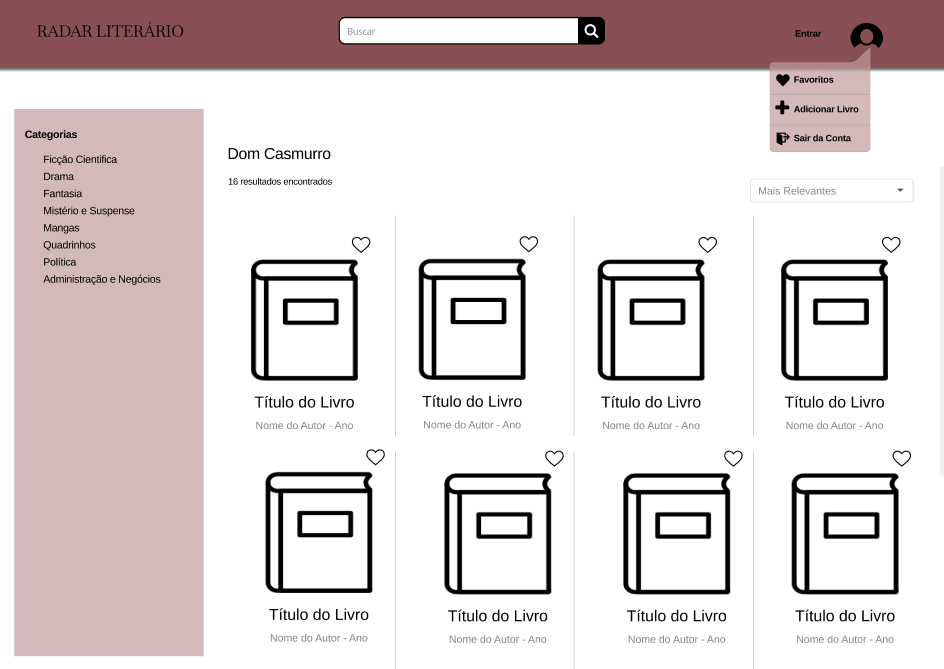 RADAR LITERÁRIO
Buscar
Entrar
Favoritos
Adicionar Livro
Sair da Conta
Categorias
Ficção Cientifica
Drama
Fantasia
Mistério e Suspense
Mangas
Quadrinhos
Política
Administração e Negócios
Dom Casmurro
16 resultados encontrados
Mais Relevantes
Título do Livro
Nome do Autor - Ano
Título do Livro
Nome do Autor - Ano
Título do Livro
Nome do Autor - Ano
Título do Livro
Nome do Autor - Ano
Título do Livro
Nome do Autor - Ano
Título do Livro
Nome do Autor - Ano
Título do Livro
Nome do Autor - Ano
Título do Livro
Nome do Autor - Ano